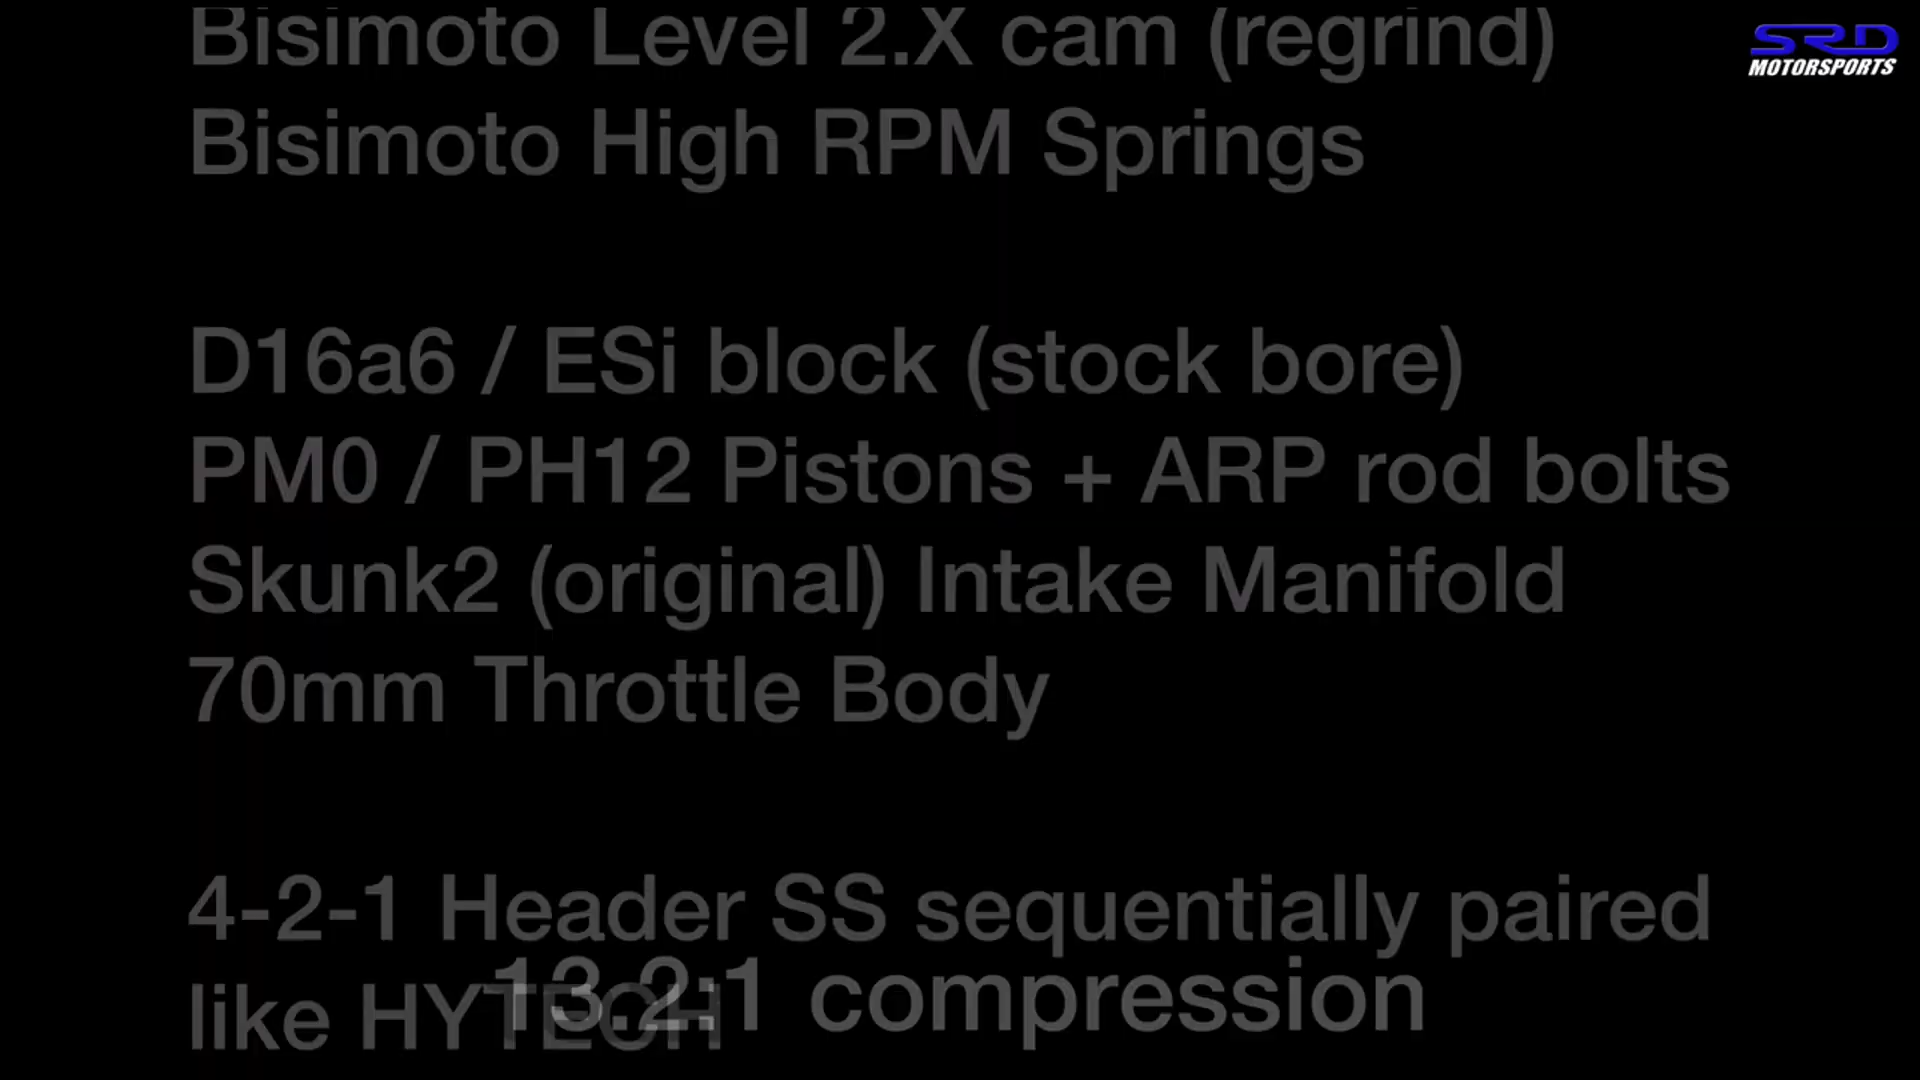 Bisimoto Level 2.X cam (regrind)
SRD
MOTORSPORTS
Bisimoto High RPM Springs
D16a6 / ESi block (stock bore)
PM0 / PH12 Pistons + ARP rod bolts
Skunk2 (original) Intake Manifold
70mm Throttle Body
4-2-1 Header SS sequentially paired
like HYTECH
13.2:1 compression